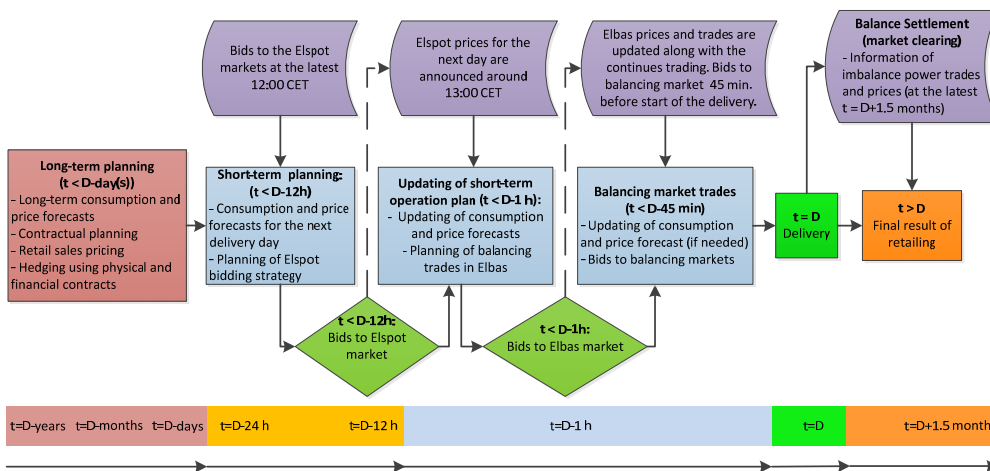 Bids to the Elspot
markets at the latest
12:00 CET
Elspot prices for the
next day are
announced around
13:00 CET
Elbas prices and trades are
updated along with the
continues trading. Bids to
balancing market 45 min.
before start of the delivery.
Balance Settlement
(market clearing)
- Information of
imbalance power trades
and prices (at the latest
t = D+1.5 months)
Long-term planning
(t < D-day(s))
- Long-term consumption and
price forecasts
- Contractual planning
- Retail sales pricing
- Hedging using physical and
financial contracts
Short-term planning:
(t < D-12h)
- Consumption and price
forecasts for the next
delivery day
- Planning of Elspot
bidding strategy
Updating of short-term
operation plan (t < D-1 h):
- Updating of consumption
and price forecasts
- Planning of balancing
trades in Elbas
Balancing market trades
(t < D-45 min)
- Updating of consumption
and price forecast (if needed)
- Bids to balancing markets
t = D
Delivery
t > D
Final result of
retailing
t < D-12h:
Bids to Elspot
market
t < D-1h:
Bids to Elbas market
t=D-years t=D-months t=D-days t=D-24 h t=D-12 h t=D-1 h t=D t=D+1.5 month